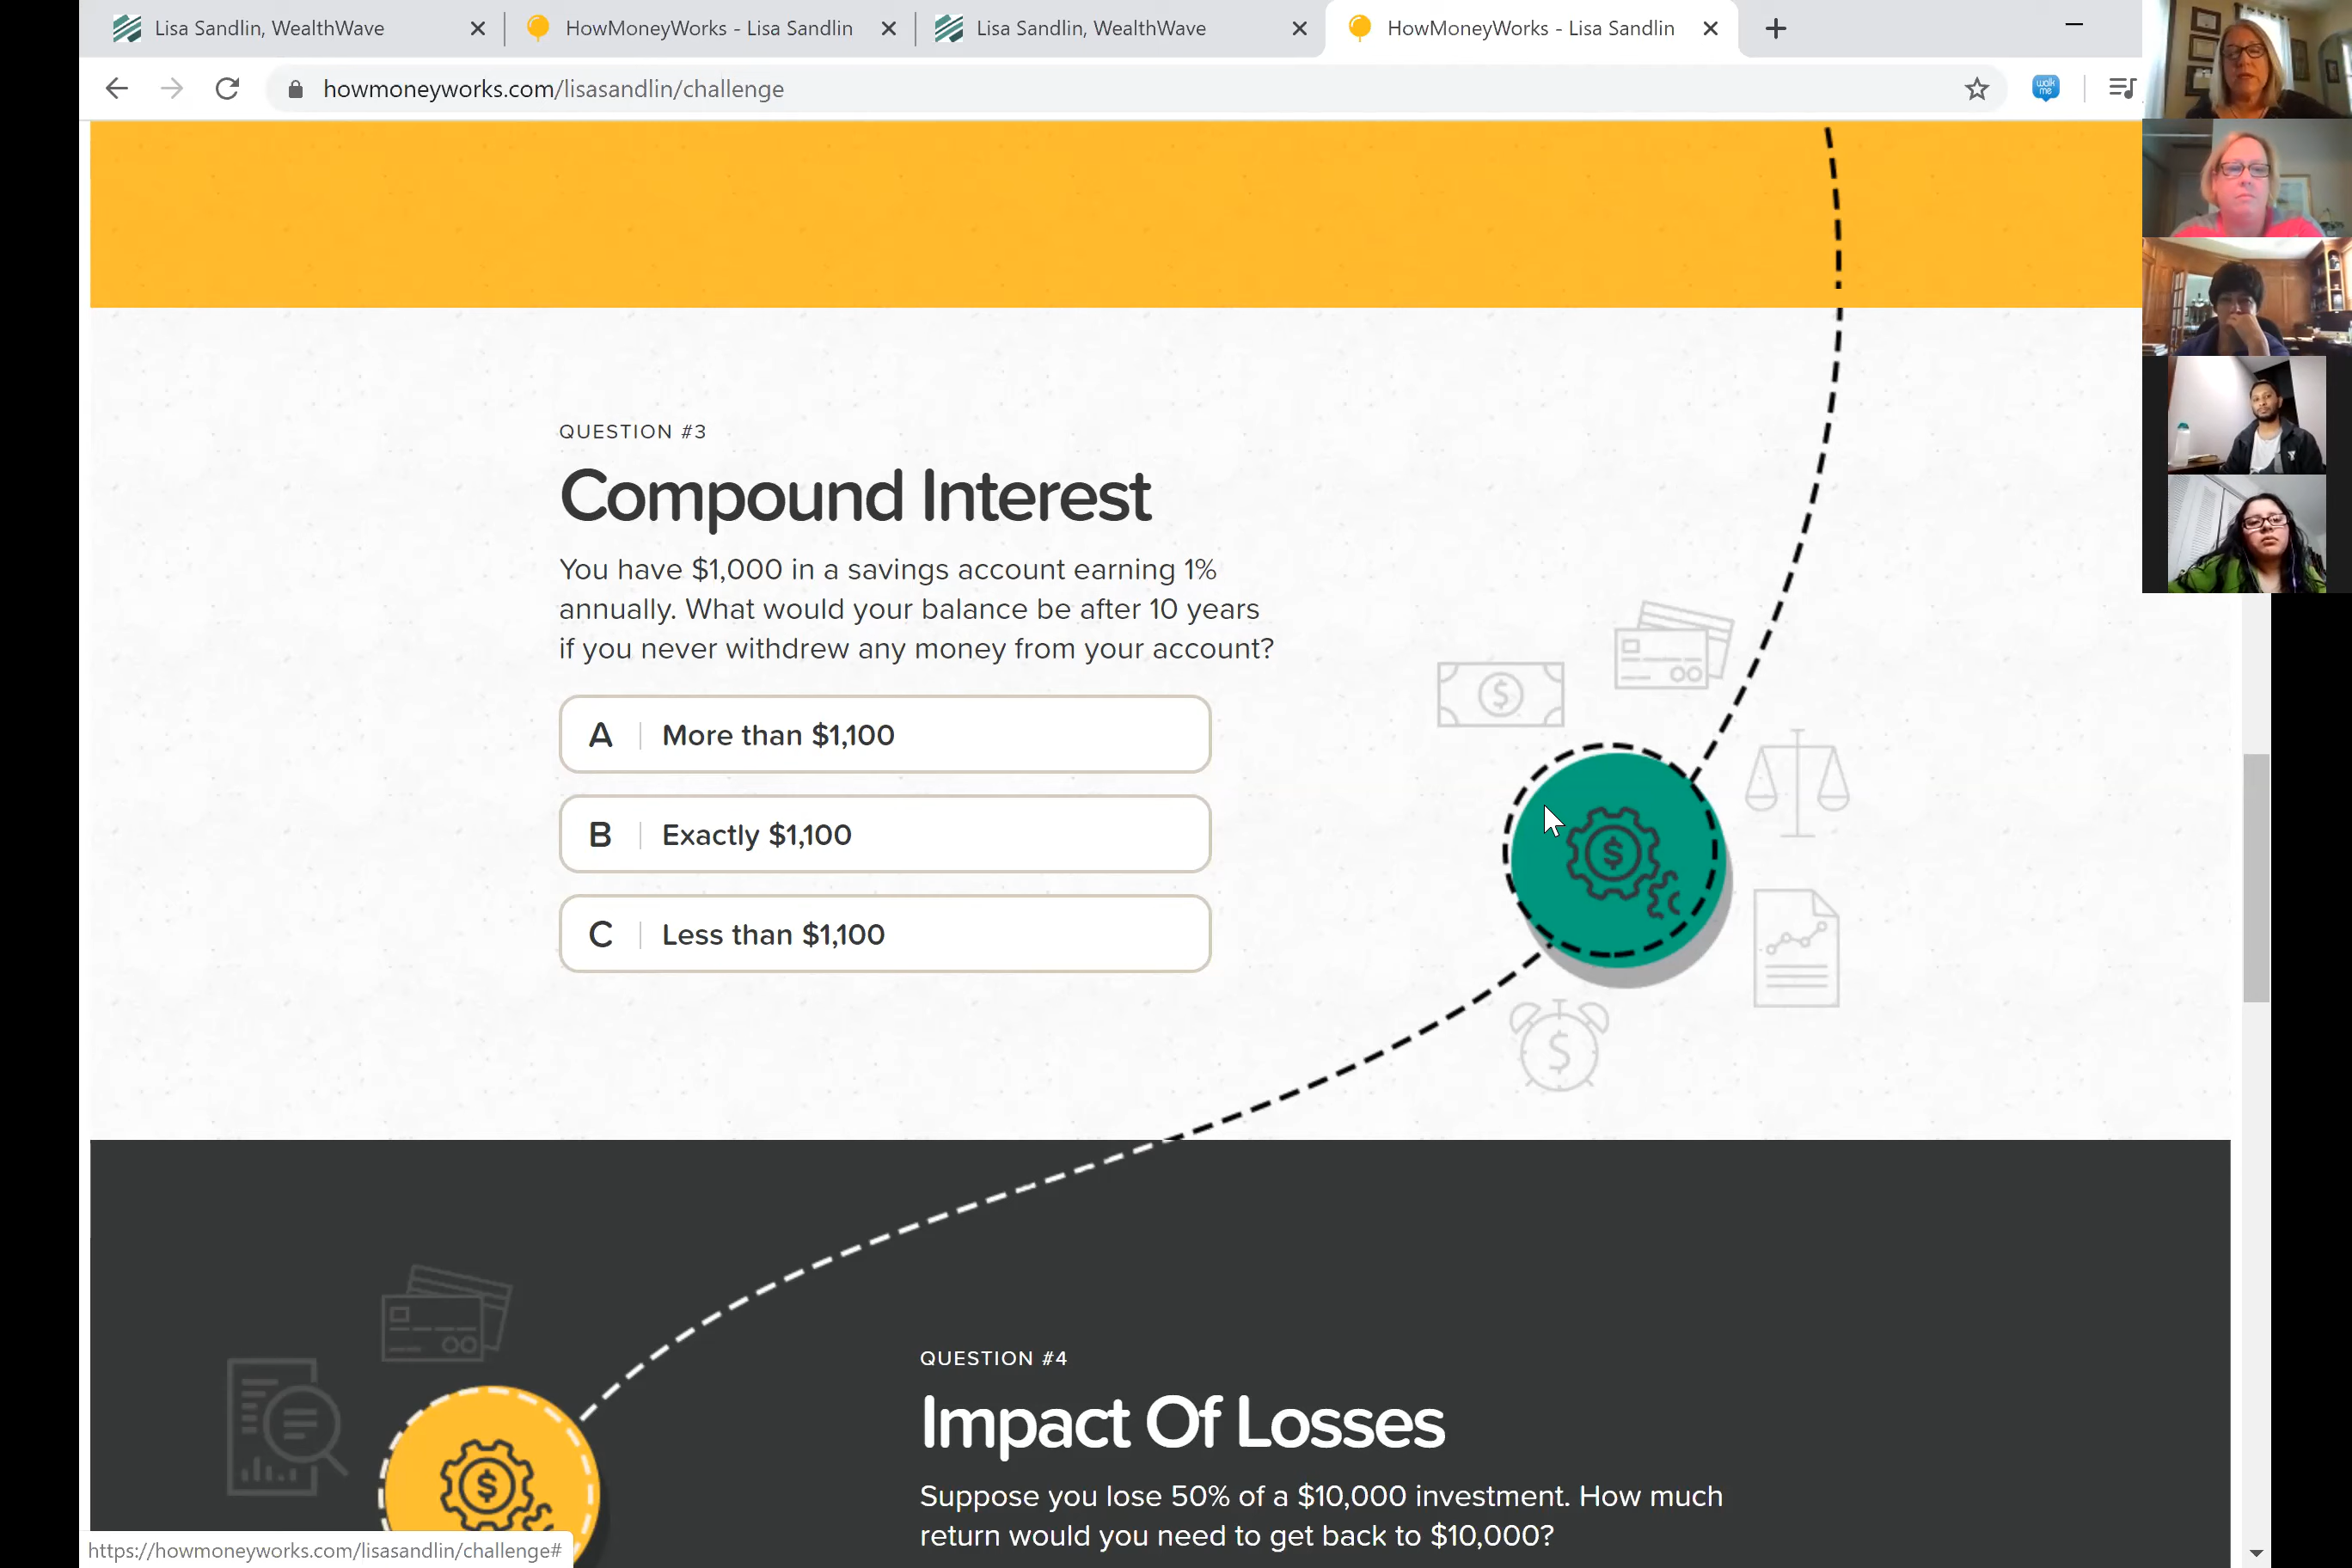 Lisa Sandlin, WealthWave
HowMoneyWorks - Lisa Sandlin
Lisa Sandlin, WealthWave
HowMoneyWorks - Lisa Sandlin
howmoneyworks.com/lisasandlin/challenge
walk
me
QUESTION #3
Compound Interest
You have $1,000 in a savings account earning 1%
annually. What would your balance be after 10 years
if you never withdrew any money from your account?
A | More than $1,100
B | Exactly $1,100
C | Less than $1,100
$
$
$
QUESTION #4
Impact Of Losses
Suppose you lose 50% of a $10,000 investment. How much
return would you need to get back to $10,000?
$
https://howmoneyworks.com/lisasandlin/challenge#